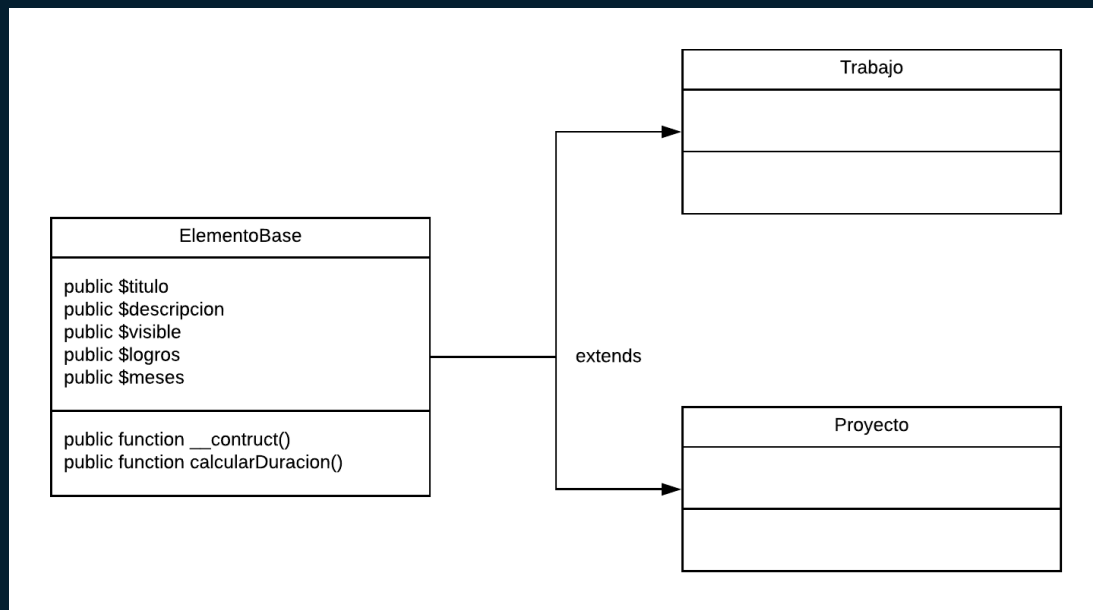 ElementoBase
public $titulo
public $descripcion
public $visible
public $logros
public $meses
public function __contruct()
public function calcularDuracion()
extends
Trabajo
Proyecto